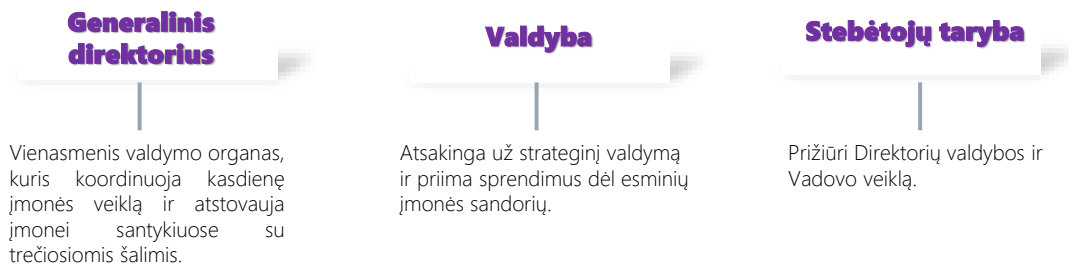 Generalinis
direktorius
Vienasmenis valdymo organas,
kuris koordinuoja kasdienę
įmonės veiklą ir atstovauja
įmonei santykiuose su
trečiosiomis šalimis.
Valdyba
Atsakinga už strateginį valdymą
ir priima sprendimus dėl esminių
įmonės sandorių.
Stebėtojų taryba
Prižiūri Direktorių valdybos ir
Vadovo veiklą.